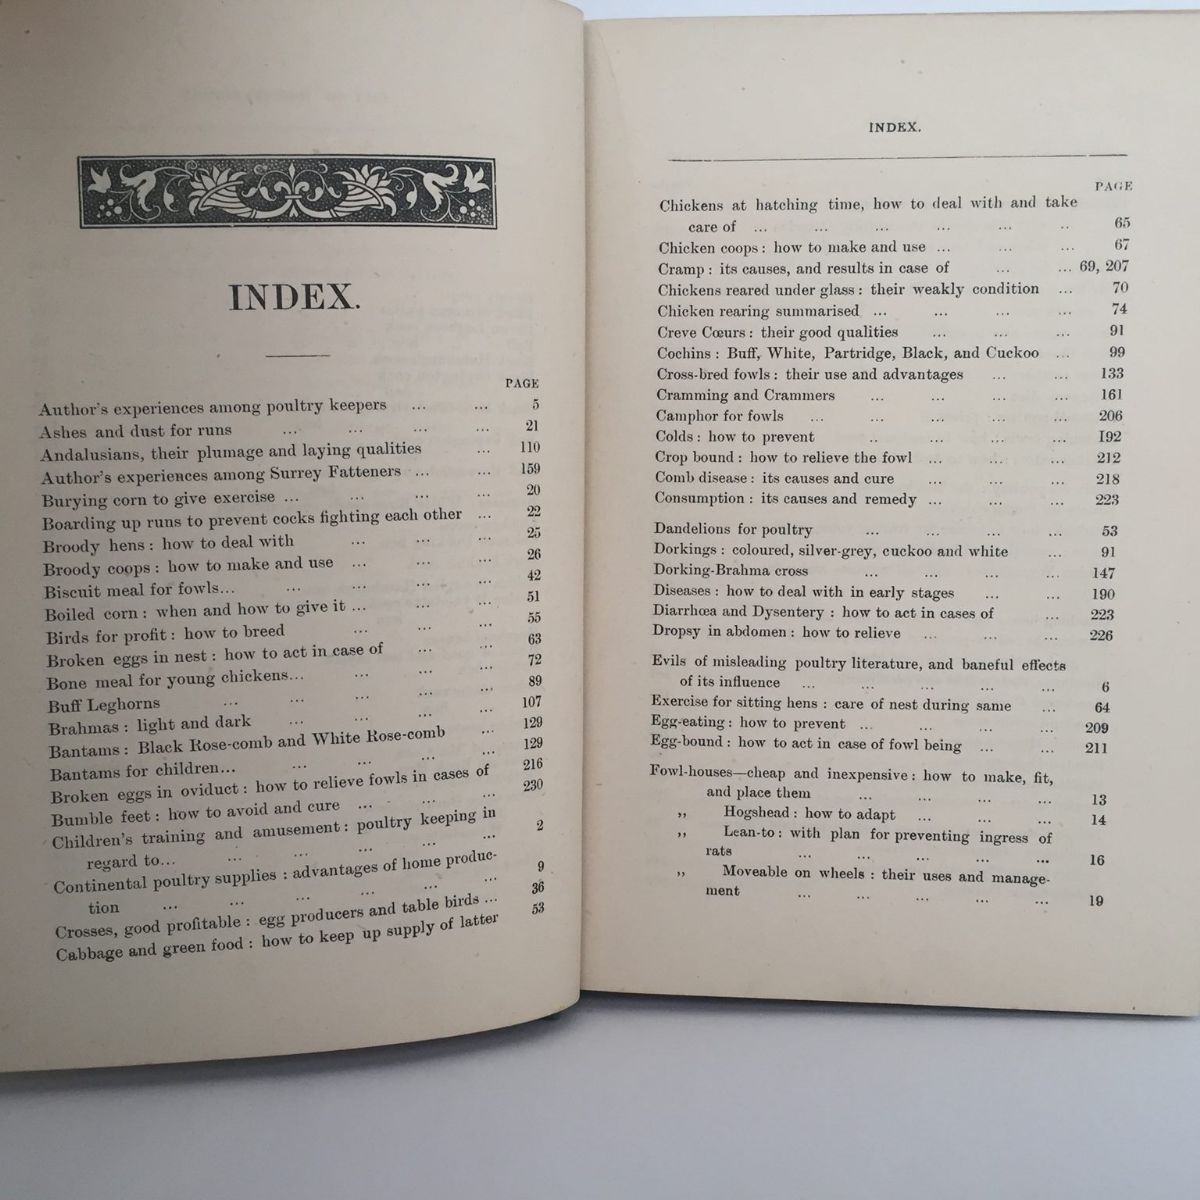 INDEX.
PAGE
Author's experiences among poultry keepers ... ... 5
Ashes and dust for runs ... ... ... ... 21
Andalusians, their plumage and laying qualities ... 110
Author's experiences among Surrey Fatteners ... ... 159
Burying corn to give exercise ... ... ... ... 20
Boarding up runs to prevent cocks fighting each other ... 22
Broody hens : how to deal with ... ... ... 25
Broody coops : how to make and use ... ... ... 26
Biscuit meal for fowls... ... ... ... ... 42
Boiled corn : when and how to give it ... ... ... 51
Birds for profit : how to breed ... ... ... 55
Broken eggs in nest : how to act in case of ... ... 63
Bone meal for young chickens... ... ... ... 72
Buff Leghorns ... ... ... ... ... 89
Brahmas : light and dark ... ... ... ... 107
Bantams : Black Rose-comb and White Rose-comb ... 129
Bantams for children... ... ... ... ... 129
Broken eggs in oviduct : how to relieve fowls in cases of 216
Bumble feet : how to avoid and cure ... ... ... 230
Children's training and amusement : poultry keeping in
regard to... ... ... ... ... ... 2
Continental poultry supplies : advantages of home produc-
tion ... ... ... ... ... 9
Crosses, good profitable : egg producers and table birds ... 36
Cabbage and green food : how to keep up supply of latter 53
INDEX.
PAGE
Chickens at hatching time, how to deal with and take
care of ... ... ... ... ... .. 65
Chicken coops : how to make and use ... ... ... 67
Cramp : its causes, and results in case of ... ... 69, 207
Chickens reared under glass : their weakly condition ... 70
Chicken rearing summarised ... ... ... ... 74
Creve Cœurs : their good qualities ... ... ... 91
Cochins : Buff, White, Partridge, Black, and Cuckoo ... 99
Cross-bred fowls : their use and advantages ... ... 133
Cramming and Crammers ... ... ... ... 161
Camphor for fowls ... ... ... ... ... 206
Colds : how to prevent .. ... ... ... 192
Crop bound : how to relieve the fowl ... ... ... 212
Comb disease : its causes and cure ... ... ... 218
Consumption : its causes and remedy ... ... ... 223
Dandelions for poultry ... ... ... ... 53
Dorkings : coloured, silver-grey, cuckoo and white ... 91
Dorking-Brahma cross ... ... ... ... 147
Diseases : how to deal with in early stages ... ... 190
Diarrhœa and Dysentery : how to act in cases of ... 223
Dropsy in abdomen : how to relieve ... ... ... 226
Evils of misleading poultry literature, and baneful effects
of its influence ... ... ... ... ... 6
Exercise for sitting hens : care of nest during same ... 64
Egg-eating : how to prevent ... ... ... ... 209
Egg-bound : how to act in case of fowl being ... ... 211
Fowl-houses—cheap and inexpensive : how to make, fit,
and place them ... ... ... ... 13
„ Hogshead : how to adapt ... ... ... 14
„ Lean-to : with plan for preventing ingress of
rats ... ... ... ... ... 16
„ Moveable on wheels : their uses and manage-
ment ... ... ... ... ... 19